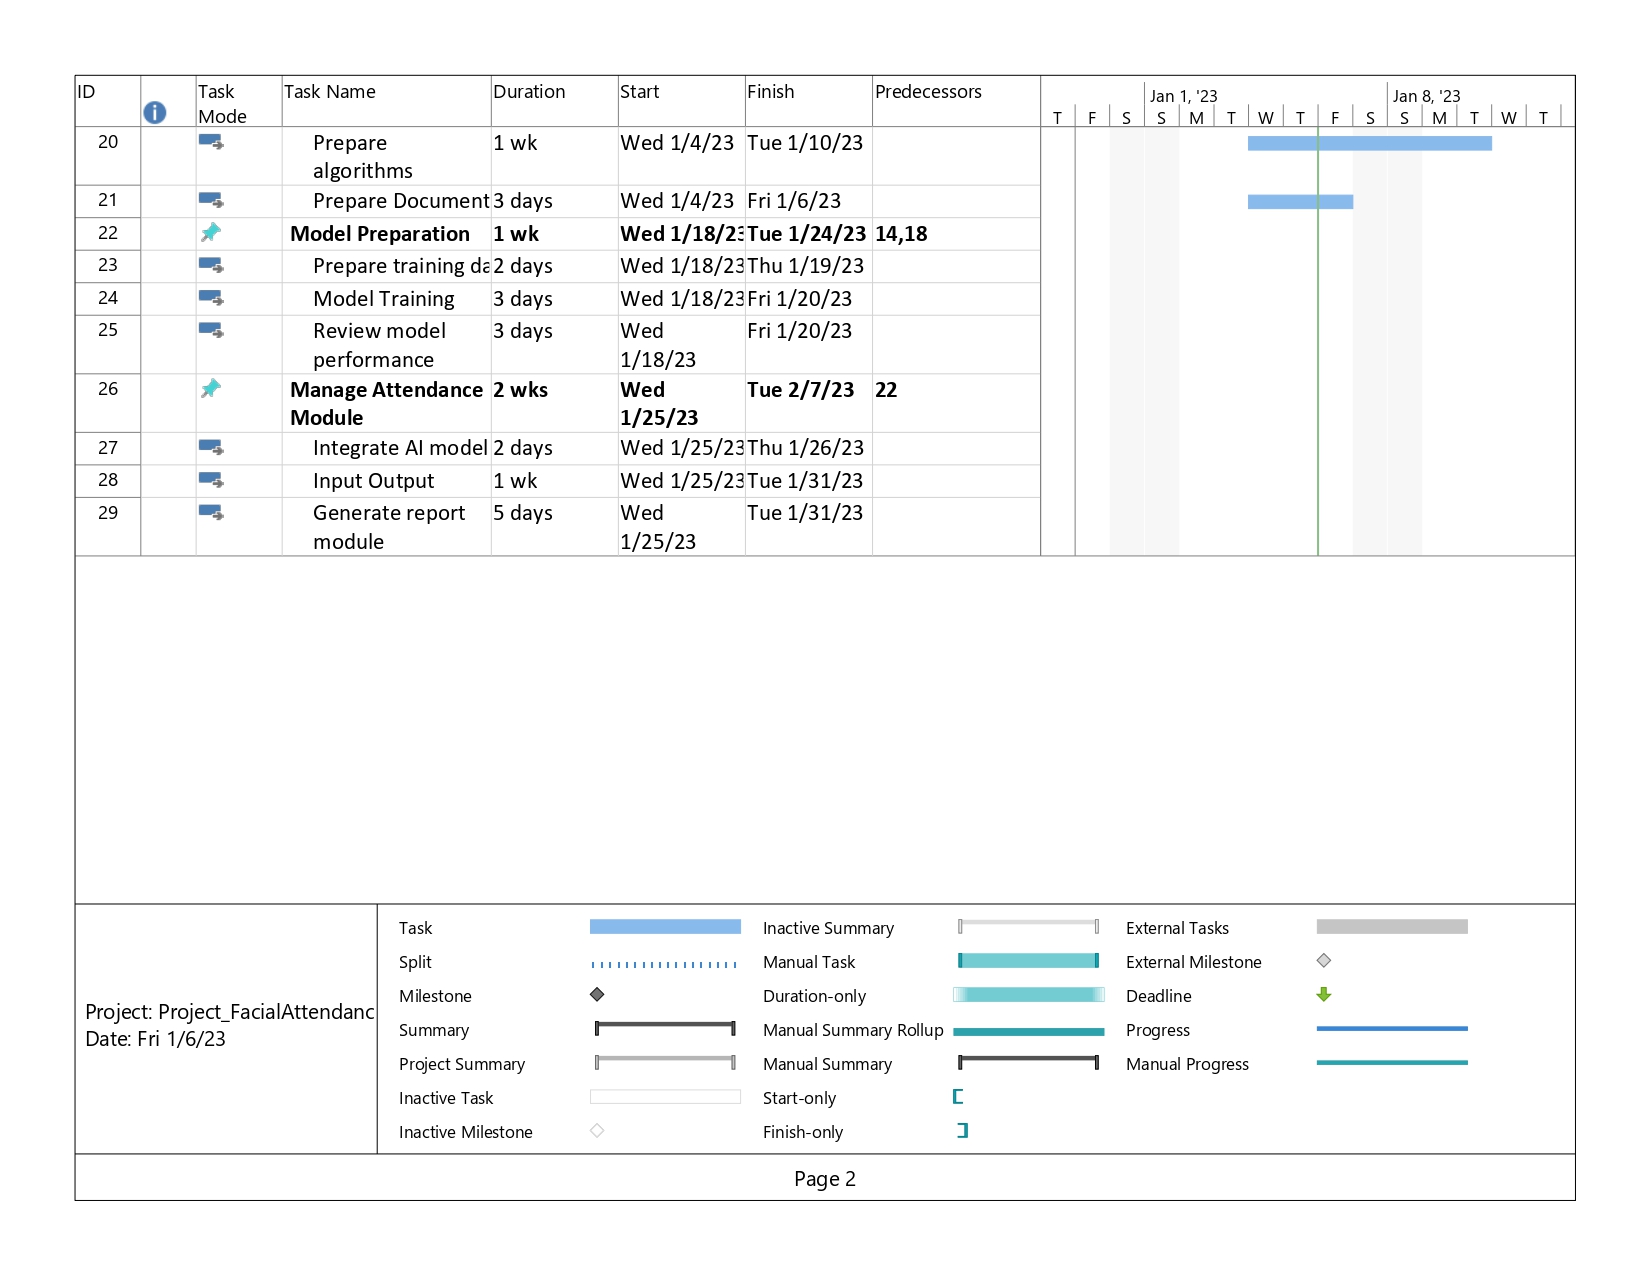 ID Task Mode Task Name Duration Start Finish Predecessors
Jan 1, '23 Jan 8, '23
T F S S M T W T F S S M T W T
20 Prepare algorithms 1 wk Wed 1/4/23 Tue 1/10/23
21 Prepare Document 3 days Wed 1/4/23 Fri 1/6/23
22 Model Preparation 1 wk Wed 1/18/23 Tue 1/24/23 14,18
23 Prepare training da 2 days Wed 1/18/23 Thu 1/19/23
24 Model Training 3 days Wed 1/18/23 Fri 1/20/23
25 Review model performance 3 days Wed 1/18/23 Fri 1/20/23
26 Manage Attendance Module 2 wks Wed 1/25/23 Tue 2/7/23 22
27 Integrate AI model 2 days Wed 1/25/23 Thu 1/26/23
28 Input Output 1 wk Wed 1/25/23 Tue 1/31/23
29 Generate report module 5 days Wed 1/25/23 Tue 1/31/23
Project: Project_FacialAttendanc
Date: Fri 1/6/23
Task
Split
Milestone
Summary
Project Summary
Inactive Task
Inactive Milestone
Inactive Summary
Manual Task
Duration-only
Manual Summary Rollup
Manual Summary
Start-only
Finish-only
External Tasks
External Milestone
Deadline
Progress
Manual Progress
Page 2